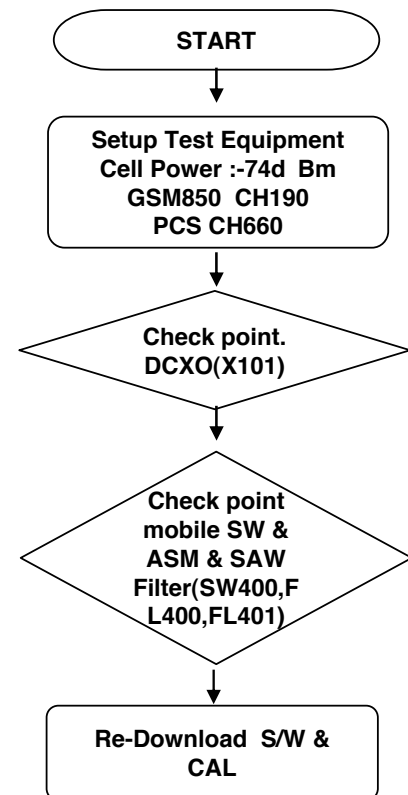 START
Setup Test Equipment
Cell Power :-74d Bm
GSM850 CH190
PCS CH660
Check point.
DCXO(X101)
Check point
mobile SW &
ASM & SAW
Filter(SW400,F
L400,FL401)
Re-Download S/W &
CAL